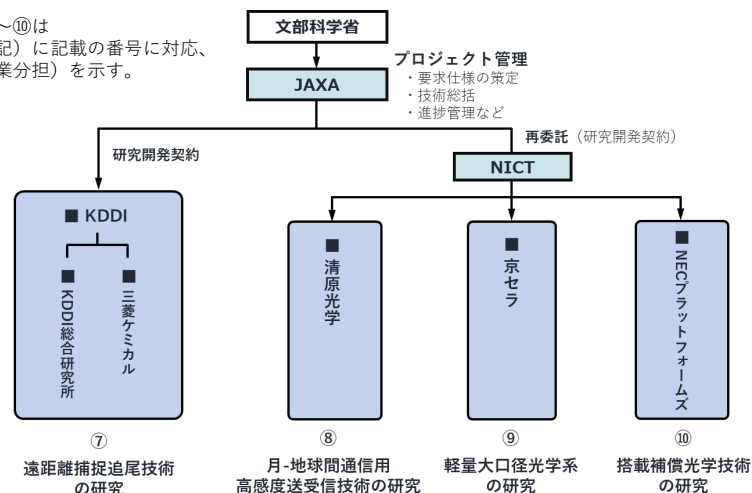 ～⑩は
記）に記載の番号に対応、
業分担）を示す。
文部科学省
JAXA
プロジェクト管理
・要求仕様の策定
・技術総括
・進捗管理など
研究開発契約
再委託（研究開発契約）
NICT
■ KDDI
■ KDDI総合研究所
■ 三菱ケミカル
■ 清原光学
■ 京セラ
■ NECプラットフォームズ
⑦
遠距離捕捉追尾技術
の研究
⑧
月-地球間通信用
高感度送受信技術の研究
⑨
軽量大口径光学系
の研究
⑩
搭載補償光学技術
の研究